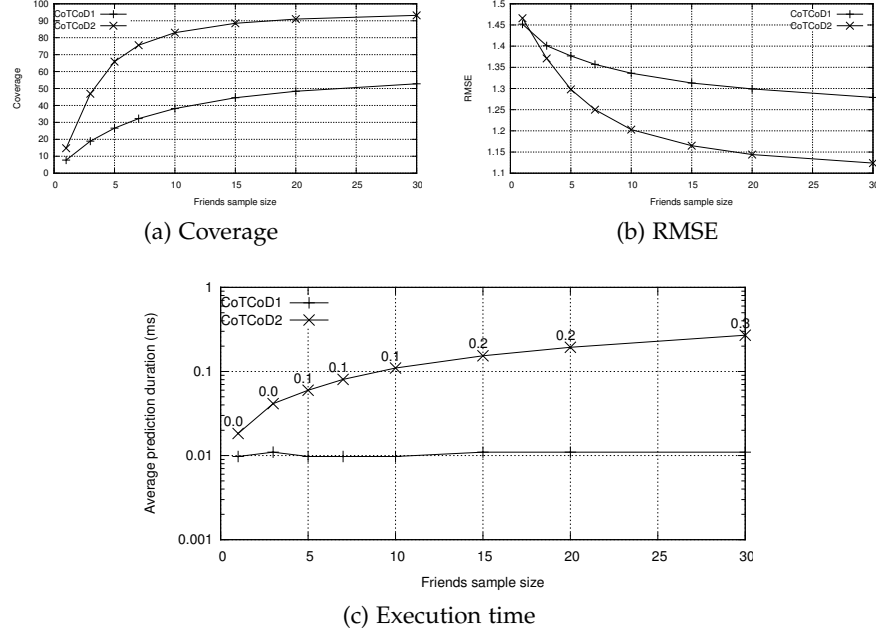 100
90
80
70
60
50
40
30
20
10
0
Coverage
CoTCoD1
CoTCoD2
0 5 10 15 20 25 30
Friends sample size
(a) Coverage
1.5
1.45
1.4
1.35
1.3
1.25
1.2
1.15
1.1
RMSE
CoTCoD1
CoTCoD2
0 5 10 15 20 25 30
Friends sample size
(b) RMSE
1
0.1
0.01
0.001
Average prediction duration (ms)
CoTCoD1
CoTCoD2
0.0 0.0 0.1 0.1 0.1 0.2 0.2 0.3
0 5 10 15 20 25 30
Friends sample size
(c) Execution time